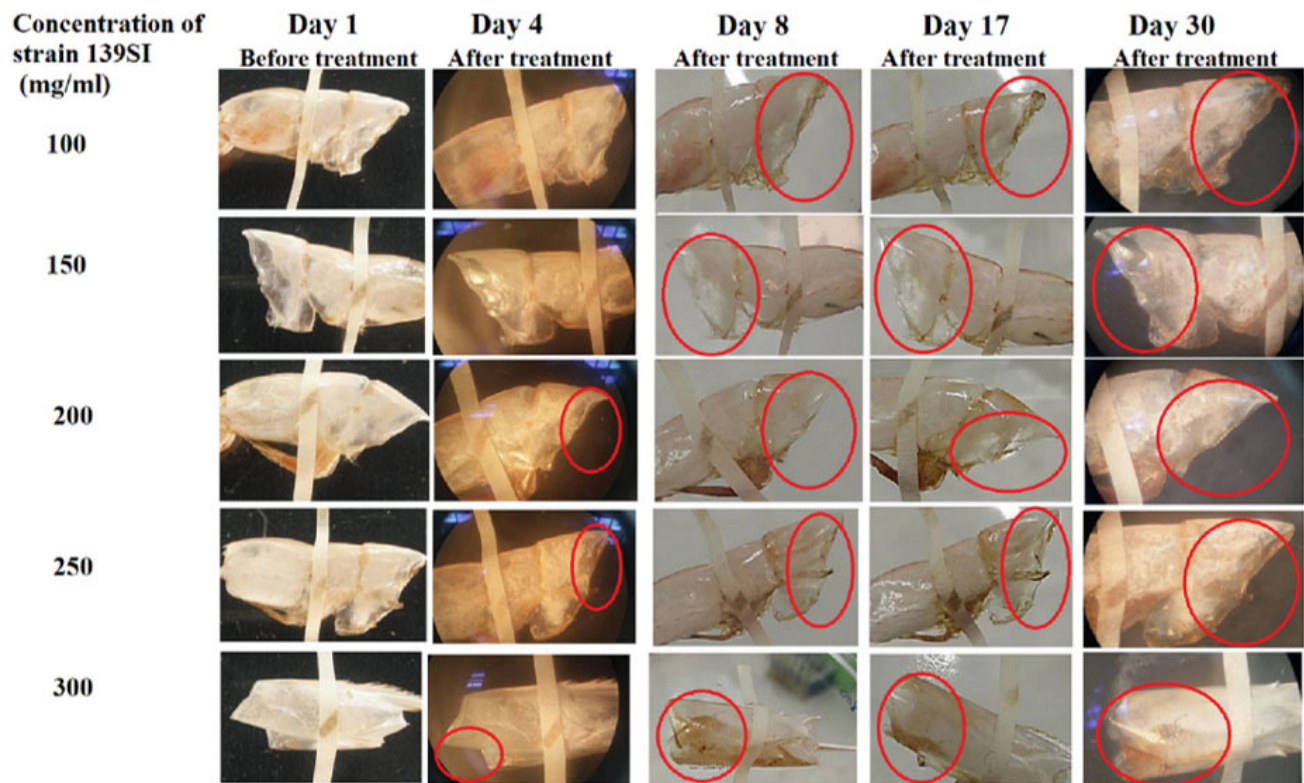 Concentration of
strain 139SI
(mg/ml)
Day 1
Before treatment
Day 4
After treatment
Day 8
After treatment
Day 17
After treatment
Day 30
After treatment
100
150
200
250
300